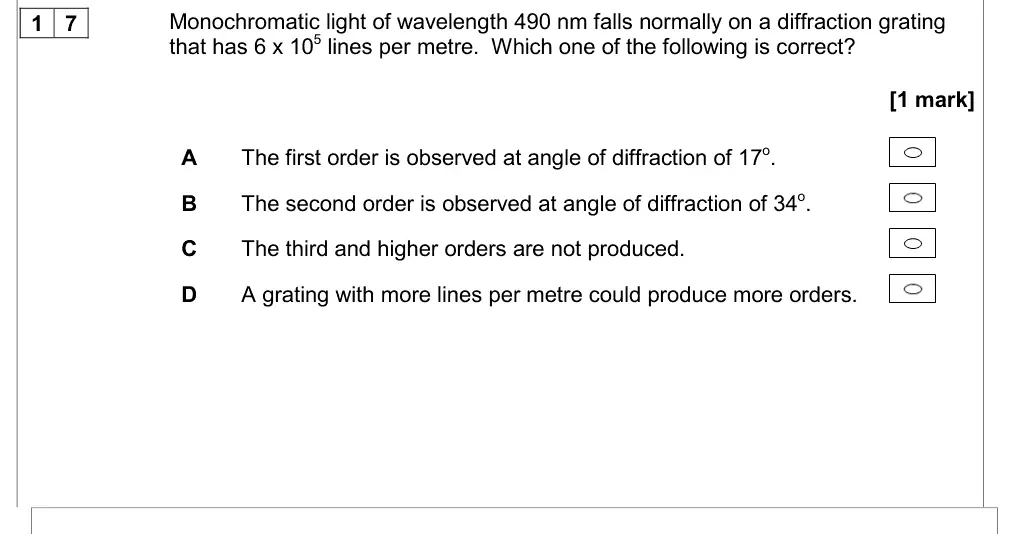 1 7 Monochromatic light of wavelength 490 nm falls normally on a diffraction grating
that has 6 x 10⁵ lines per metre. Which one of the following is correct?
[1 mark]
A The first order is observed at angle of diffraction of 17º.
B The second order is observed at angle of diffraction of 34º.
C The third and higher orders are not produced.
D A grating with more lines per metre could produce more orders.